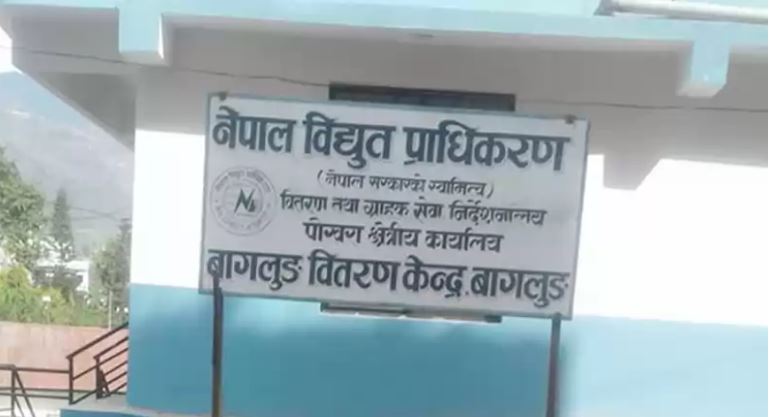 नेपाल विद्युत प्राधिकरण
(नेपाल सरकारको स्वामित्व)
वितरण तथा ग्राहक सेवा निर्देशनालय
पोखरा क्षेत्रीय कार्यालय
बागलुङ वितरण केन्द्र, बागलुङ